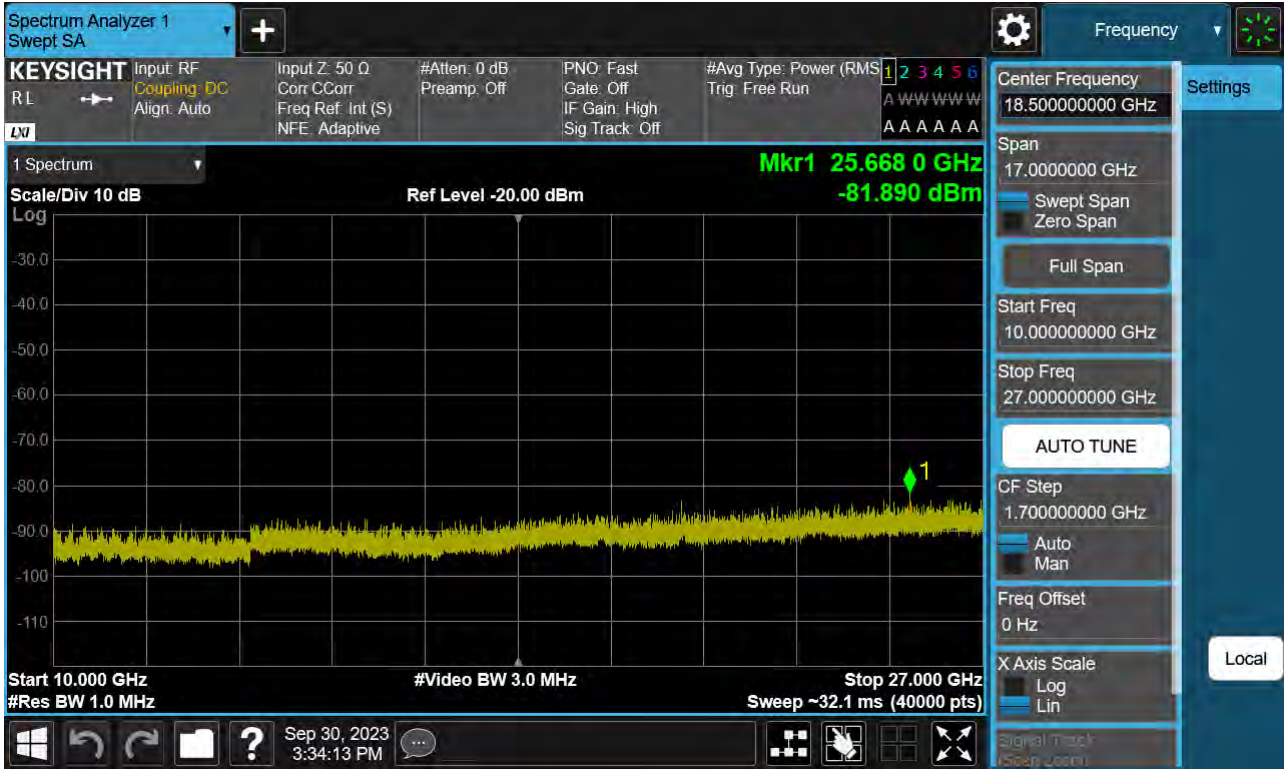 Spectrum Analyzer 1
Swept SA
+
Frequency
KEYSIGHT
R L
LXI
Input: RF
Coupling: DC
Align: Auto
Input Z: 50 Ω
Corr CCorr
Freq Ref: Int (S)
NFE: Adaptive
#Atten: 0 dB
Preamp: Off
PNO: Fast
Gate: Off
IF Gain: High
Sig Track: Off
#Avg Type: Power (RMS
Trig: Free Run
1 2 3 4 5 6
A W W W W W
A A A A A A
1 Spectrum
Scale/Div 10 dB
Log
Ref Level -20.00 dBm
Mkr1 25.668 0 GHz
-81.890 dBm
-30.0
-40.0
-50.0
-60.0
-70.0
-80.0
-90.0
-100
-110
1
Start 10.000 GHz
#Video BW 3.0 MHz
Stop 27.000 GHz
#Res BW 1.0 MHz
Sweep ~32.1 ms (40000 pts)
Center Frequency
18.500000000 GHz
Settings
Span
17.0000000 GHz
Swept Span
Zero Span
Full Span
Start Freq
10.000000000 GHz
Stop Freq
27.000000000 GHz
AUTO TUNE
CF Step
1.700000000 GHz
Auto
Man
Freq Offset
0 Hz
X Axis Scale
Log
Lin
Signal Track
(Span Zoom)
Local
?
Sep 30, 2023
3:34:13 PM